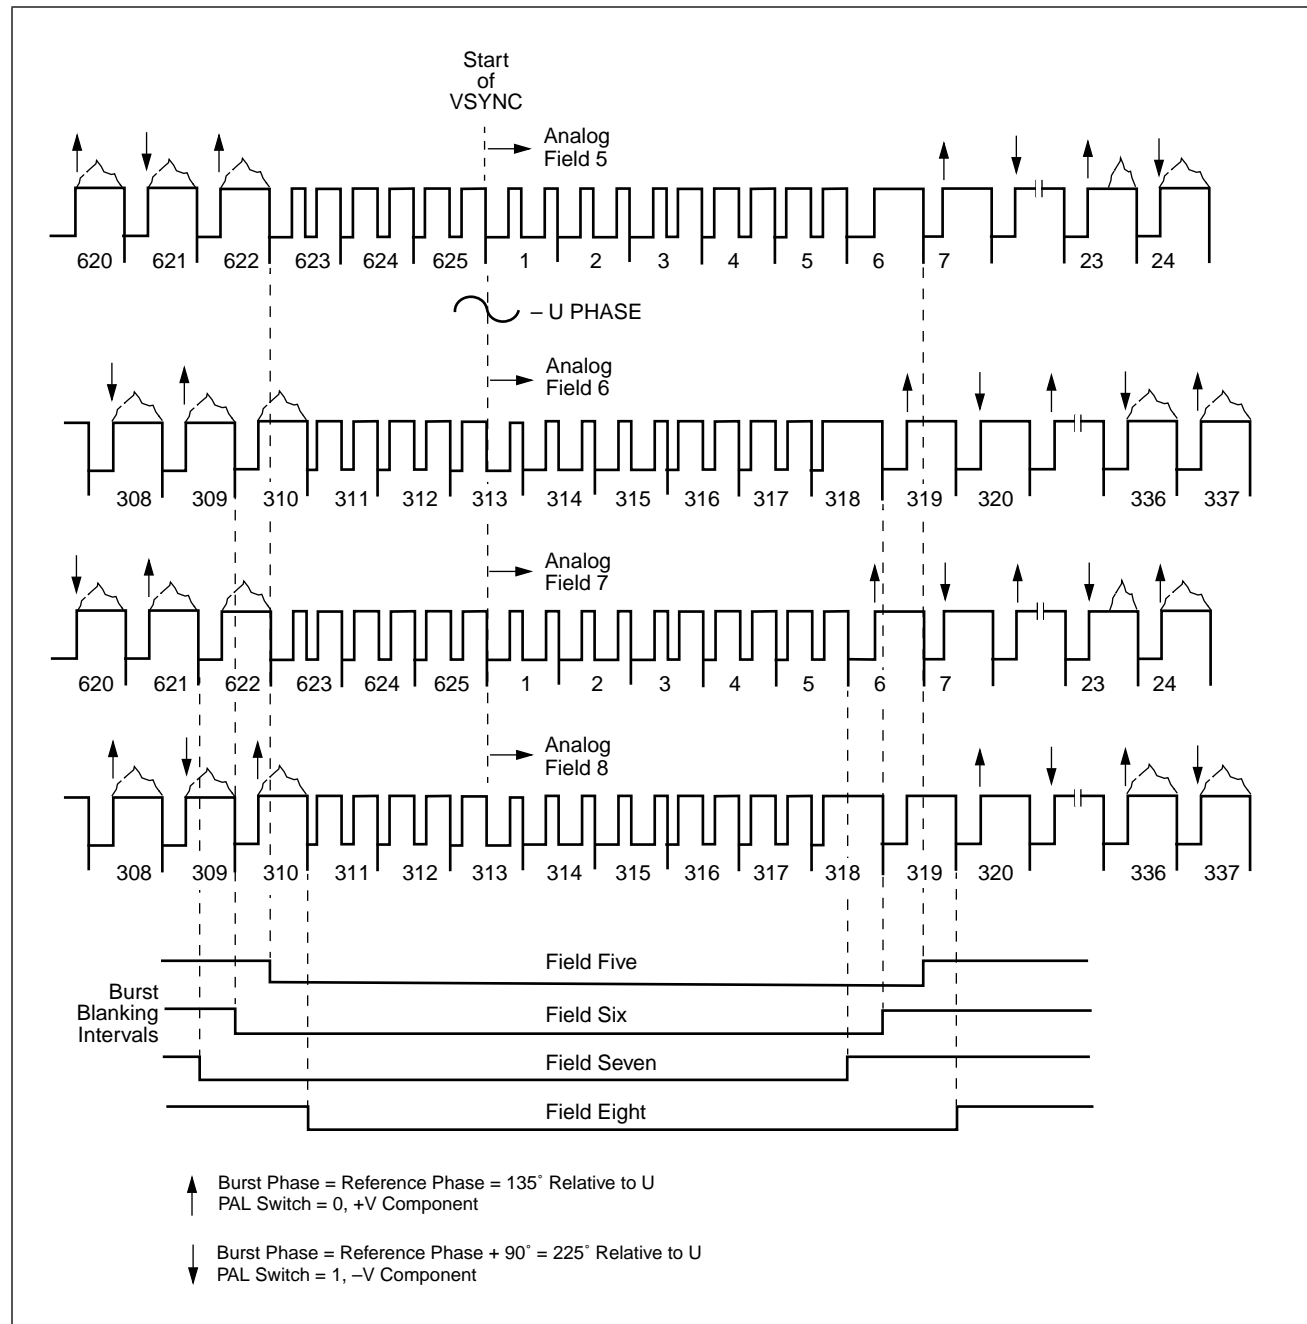 Start
of
VSYNC
Analog
Field 5
620 621 622 623 624 625 1 2 3 4 5 6 7 23 24
– U PHASE
Analog
Field 6
308 309 310 311 312 313 314 315 316 317 318 319 320 336 337
Analog
Field 7
620 621 622 623 624 625 1 2 3 4 5 6 7 23 24
Analog
Field 8
308 309 310 311 312 313 314 315 316 317 318 319 320 336 337
Field Five
Burst
Blanking
Intervals
Field Six
Field Seven
Field Eight
Burst Phase = Reference Phase = 135˚ Relative to U
PAL Switch = 0, +V Component
Burst Phase = Reference Phase + 90˚ = 225˚ Relative to U
PAL Switch = 1, –V Component